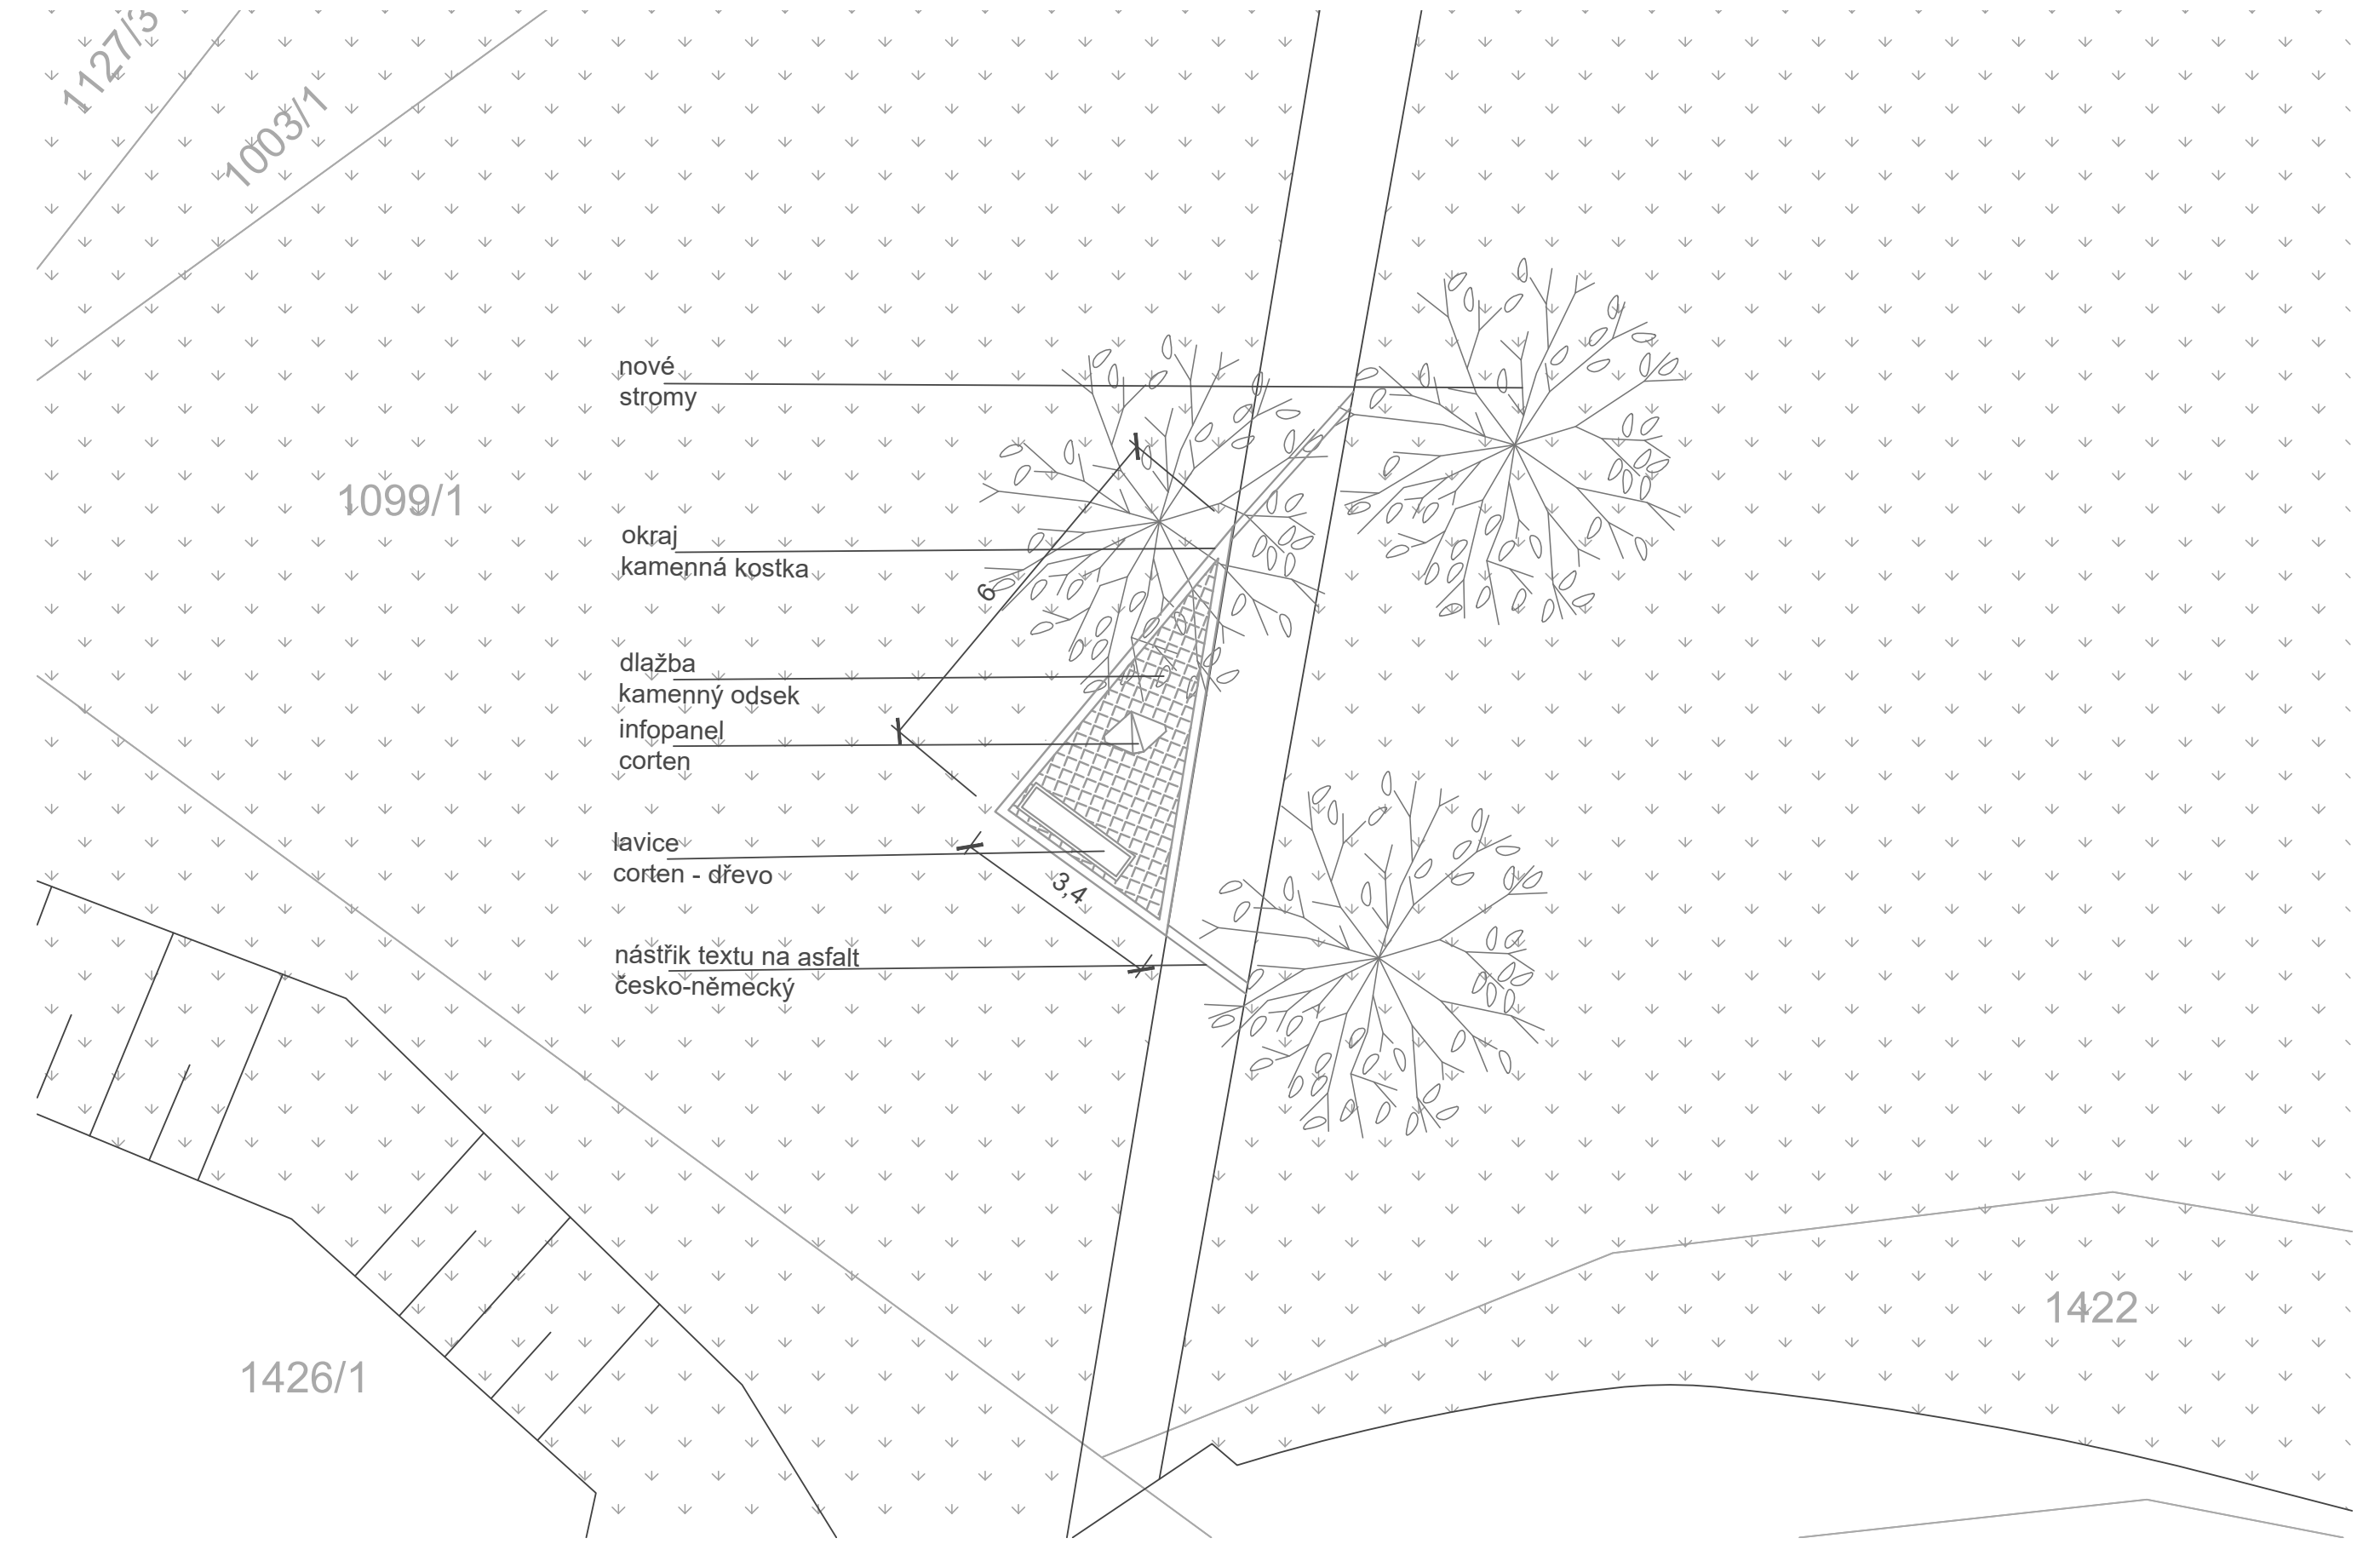 1127/3
1003/1
nové
stromy
1099/1
okraj
kamenná kostka
6
dlažba
kamenný odsek
infopanel
corten
lavice
corten - dřevo
3,4
nástřik textu na asfalt
česko-německý
1422
1426/1